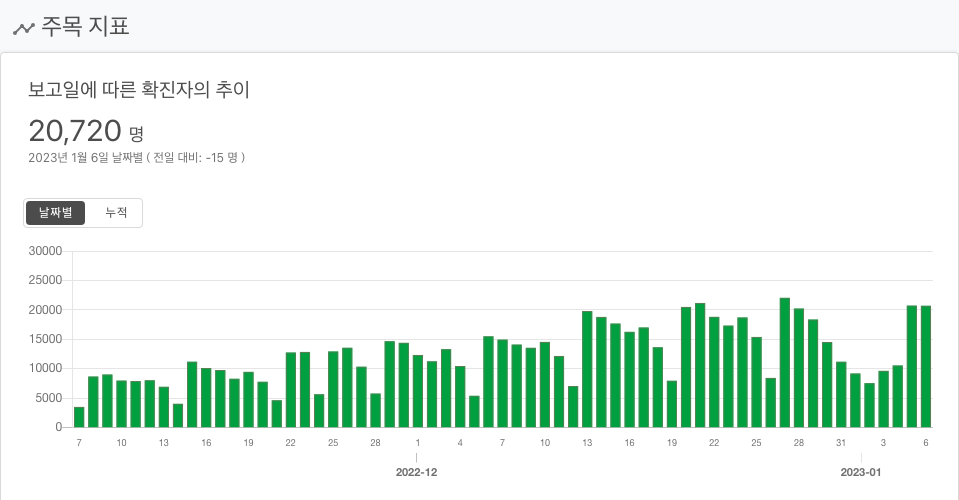 주목 지표
보고일에 따른 확진자의 추이
20,720 명
2023년 1월 6일 날짜별 ( 전일 대비: -15 명 )
날짜별 누적
30000
25000
20000
15000
10000
5000
0
7 10 13 16 19 22 25 28 1 4 7 10 13 16 19 22 25 28 31 3 6
2022-12 2023-01